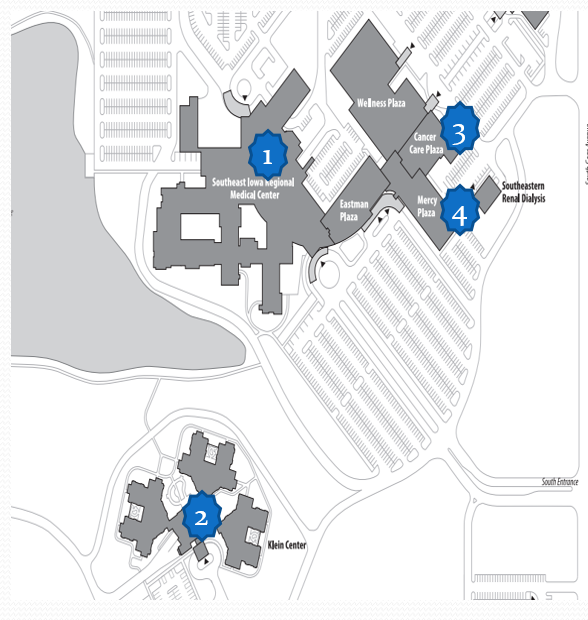 Wellness Plaza
Cancer
Care Plaza
3
1
Southeast Iowa Regional
Medical Center
Eastman
Plaza
Mercy
Plaza
4
Southeastern
Renal Dialysis
South Entrance
2
Klein Center